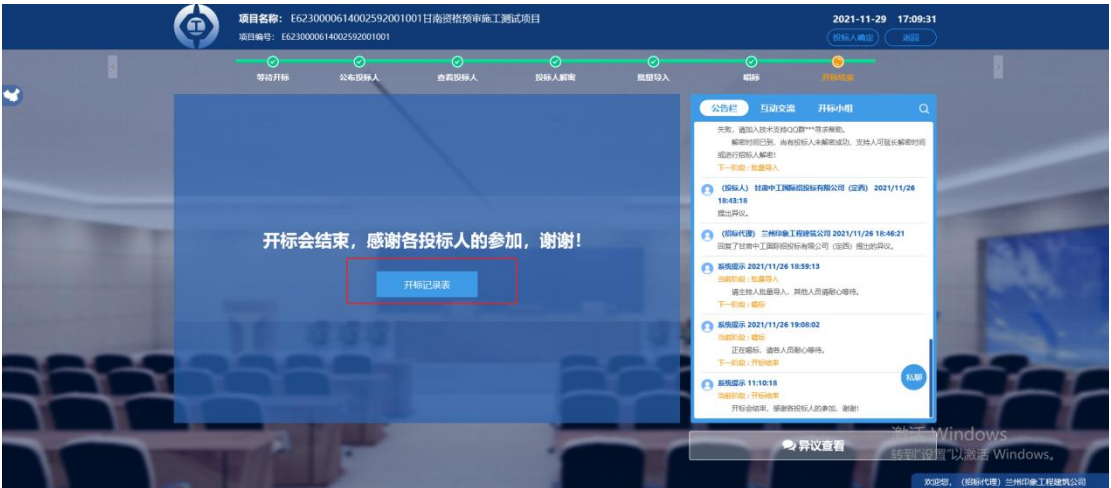 项目名称： E6230000614002592001001甘南资格预审施工测试项目
项目编号： E6230000614002592001001
2021-11-29 17:09:31
投标人确定
返回
等待开标
公布投标人
查看投标人
投标人解密
批量导入
唱标
开标结束
开标会结束，感谢各投标人的参加，谢谢！
开标记录表
公告栏
互动交流
开标小组
失败，请加入技术支持QQ群***寻求帮助。
解密时间已到，尚有投标人未解密成功，支持人可延长解密时间
或进行招标人解密！
下一阶段：批量导入
（投标人） 甘肃中工国际招投标有限公司（定西） 2021/11/26
18:43:18
提出异议。
（招标代理） 兰州印象工程建筑公司 2021/11/26 18:46:21
回复了甘肃中工国际招投标有限公司（定西）提出的异议。
系统提示 2021/11/26 18:59:13
当前阶段：批量导入
请主持人批量导入，其他人员请耐心等待。
下一阶段：唱标
系统提示 2021/11/26 19:08:02
当前阶段：唱标
正在唱标，请各人员耐心等待。
下一阶段：开标结束
系统提示 11:10:18
当前阶段：开标结束
开标会结束，感谢各投标人的参加，谢谢!
私聊
异议查看
激活 Windows
转到"设置"以激活 Windows。
欢迎您，（招标代理）兰州印象工程建筑公司